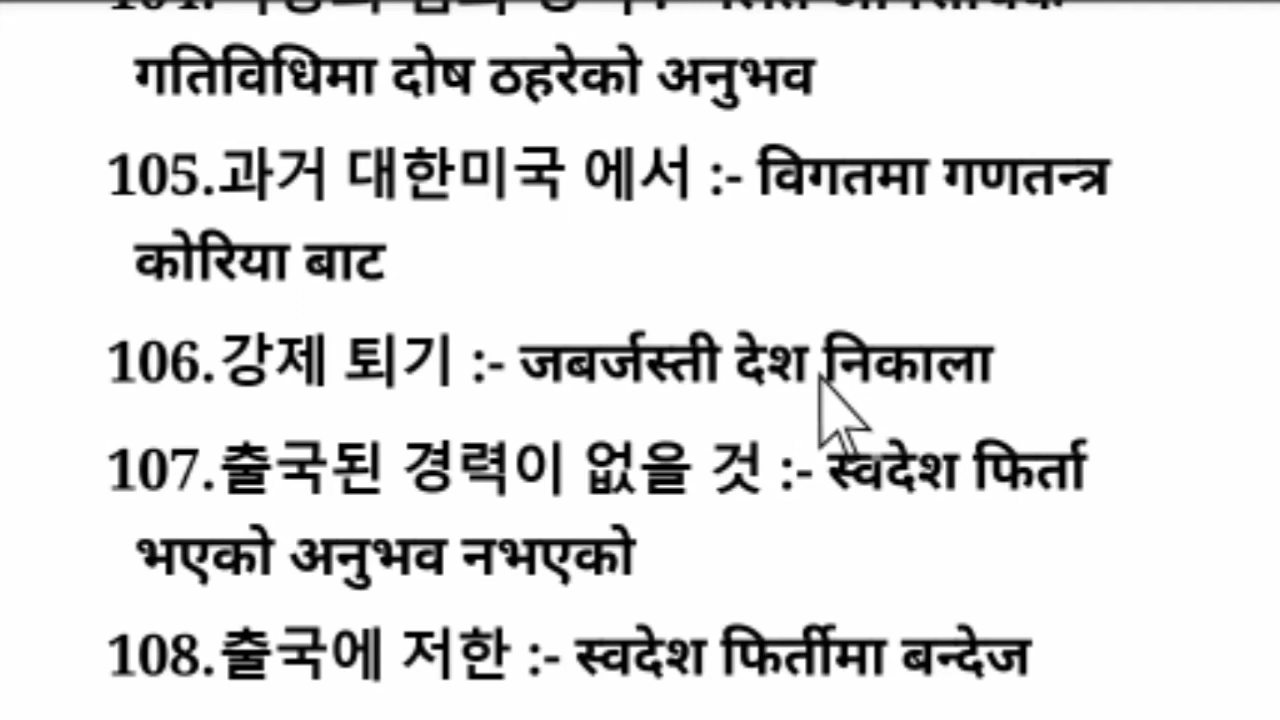 गतिविधिमा दोष ठहरेको अनुभव
105.과거 대한미국 에서 :- विगतमा गणतन्त्र
कोरिया बाट
106.강제 퇴기 :- जबर्जस्ती देश निकाला
107.출국된 경력이 없을 것 :- स्वदेश फिर्ता
भएको अनुभव नभएको
108.출국에 저한 :- स्वदेश फिर्तीमा बन्देज